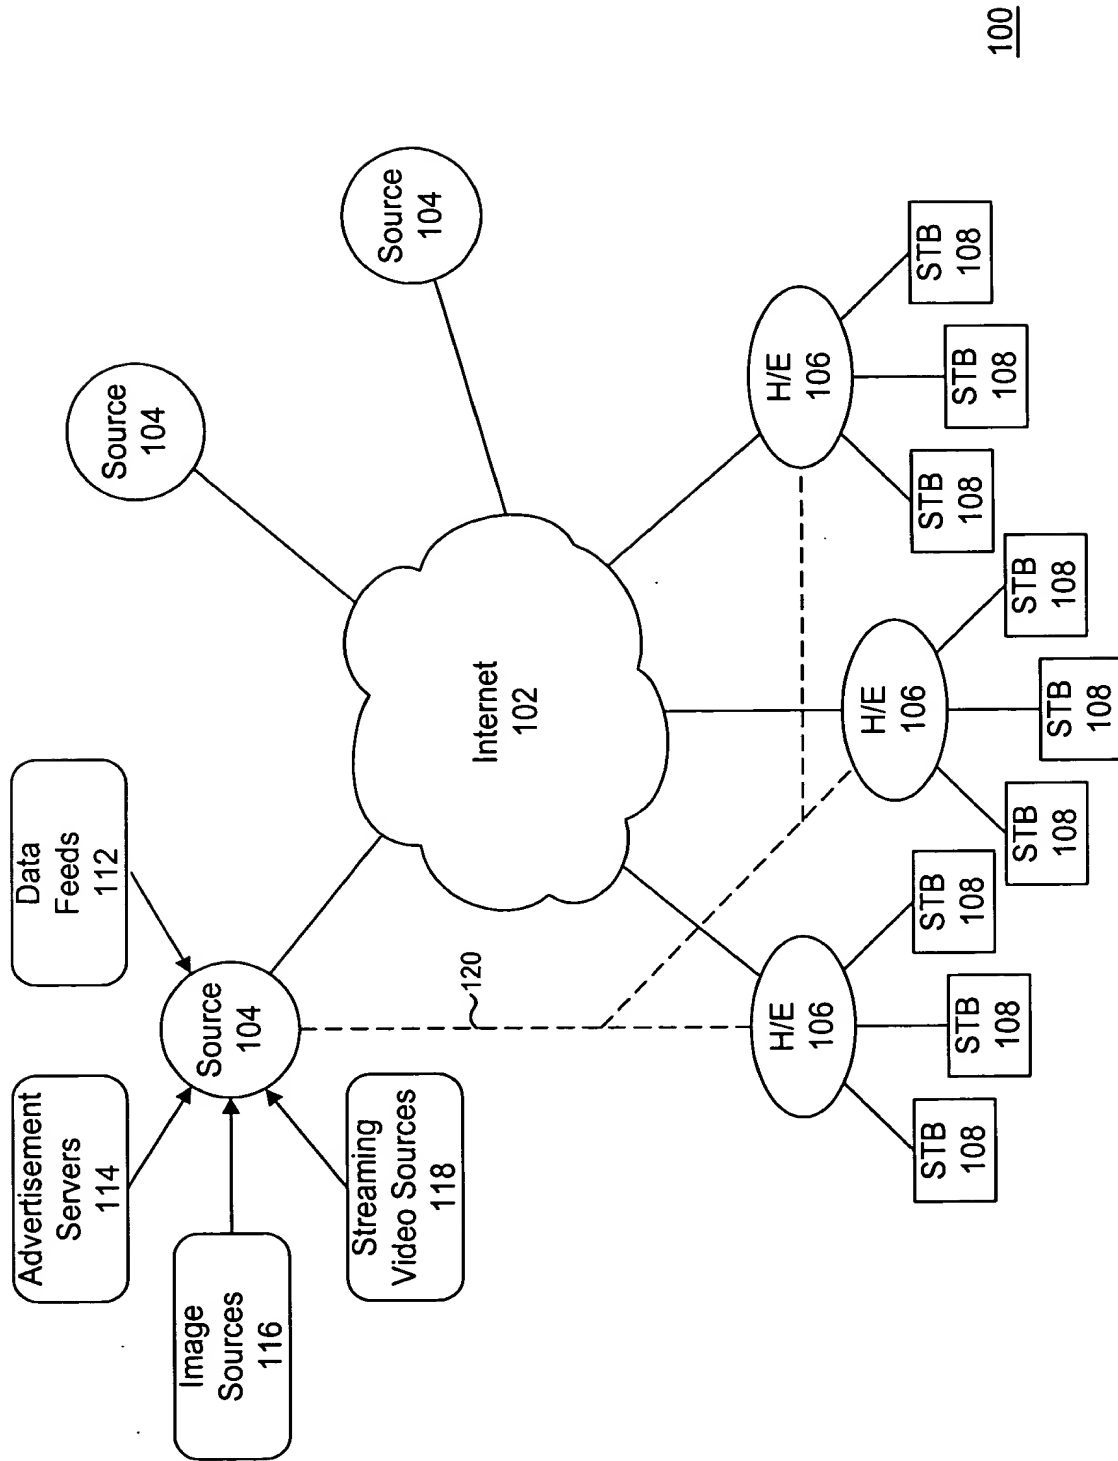 Advertisement
Servers
114
Data
Feeds
112
Image
Sources
116
Streaming
Video Sources
118
Source
104
Source
104
Source
104
120
Internet
102
H/E
106
H/E
106
H/E
106
STB
108
STB
108
STB
108
STB
108
STB
108
STB
108
STB
108
STB
108
STB
108
100